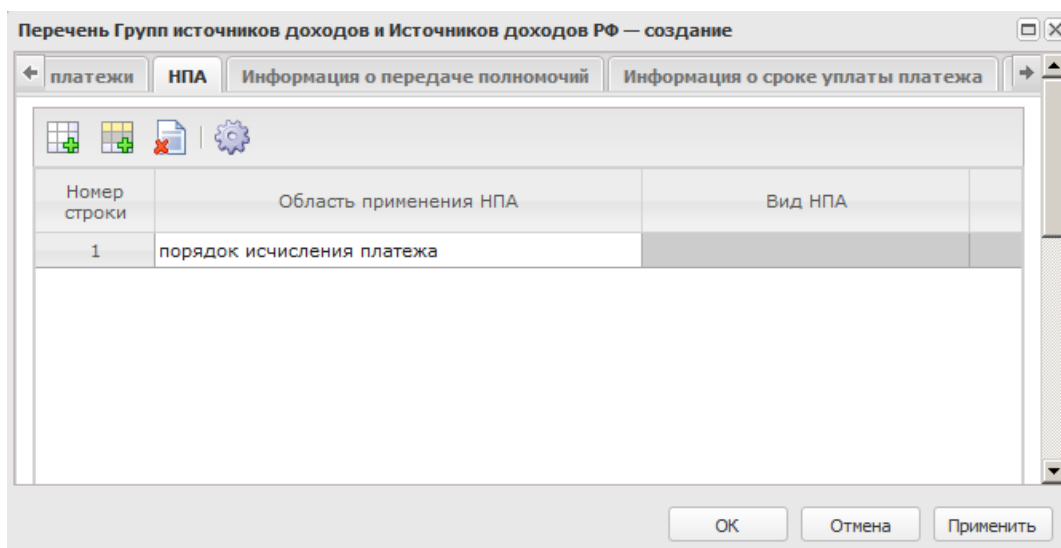 Перечень Групп источников доходов и Источников доходов РФ — создание
платежи НПА Информация о передаче полномочий Информация о сроке уплаты платежа
Номер строки Область применения НПА Вид НПА
1 порядок исчисления платежа
ОК Отмена Применить